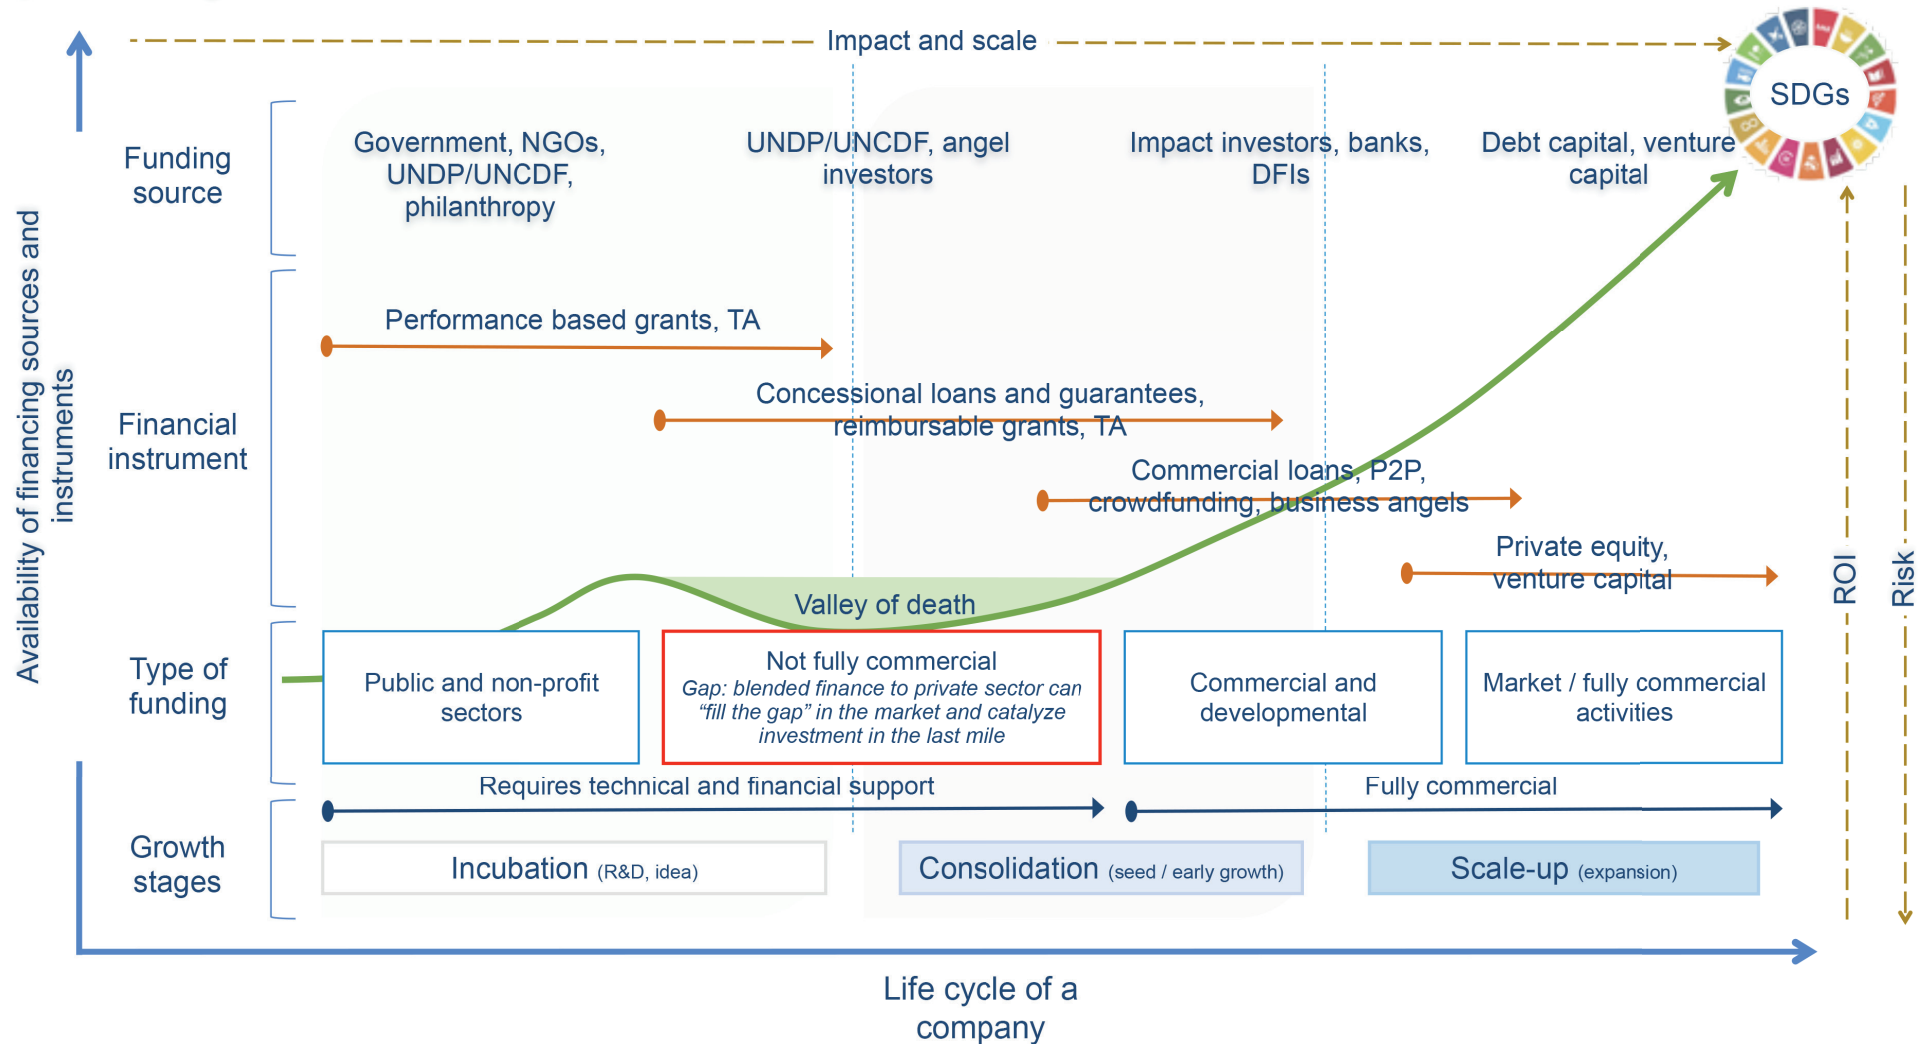 Impact and scale
SDGs
Availability of financing sources and
instruments
Funding
source
Government, NGOs,
UNDP/UNCDF,
philanthropy
UNDP/UNCDF, angel
investors
Impact investors, banks,
DFIs
Debt capital, venture
capital
Financial
instrument
Performance based grants, TA
Concessional loans and guarantees,
reimbursable grants, TA
Commercial loans, P2P,
crowdfunding, business angels
Private equity,
venture capital
ROI
Risk
Valley of death
Type of
funding
Public and non-profit
sectors
Not fully commercial
Gap: blended finance to private sector can
“fill the gap” in the market and catalyze
investment in the last mile
Commercial and
developmental
Market / fully commercial
activities
Requires technical and financial support
Fully commercial
Growth
stages
Incubation (R&D, idea)
Consolidation (seed / early growth)
Scale-up (expansion)
Life cycle of a
company